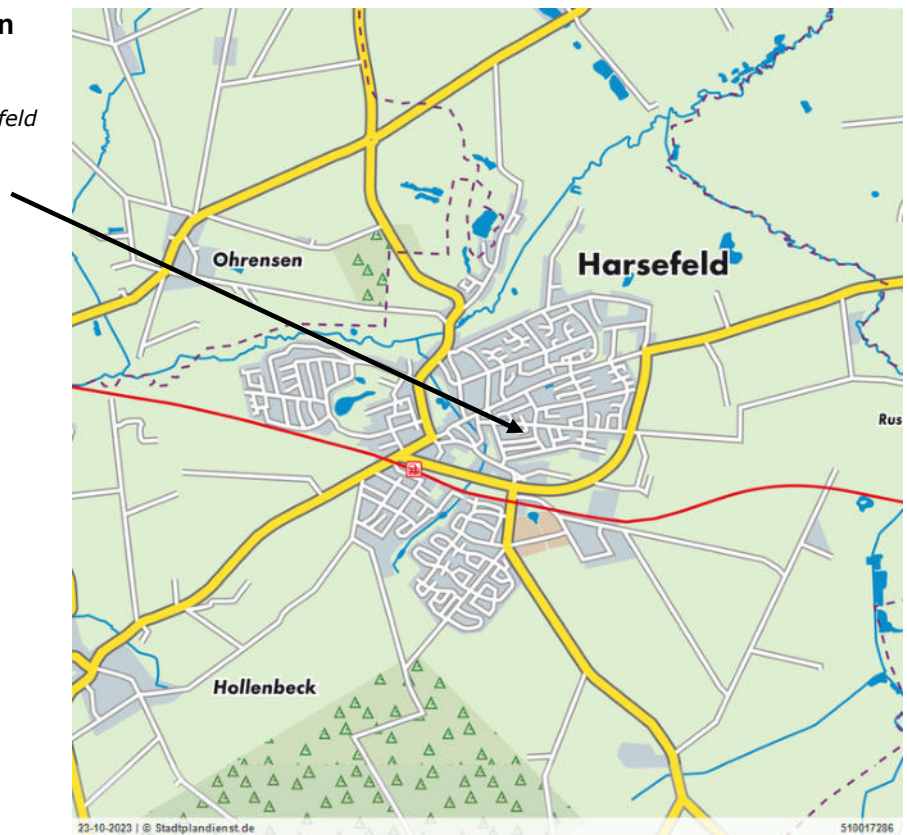 n
feld
Ohrensen
Harsefeld
Rus
Hollenbeck
23-10-2023 | © Stadtplandienst.de
510017286